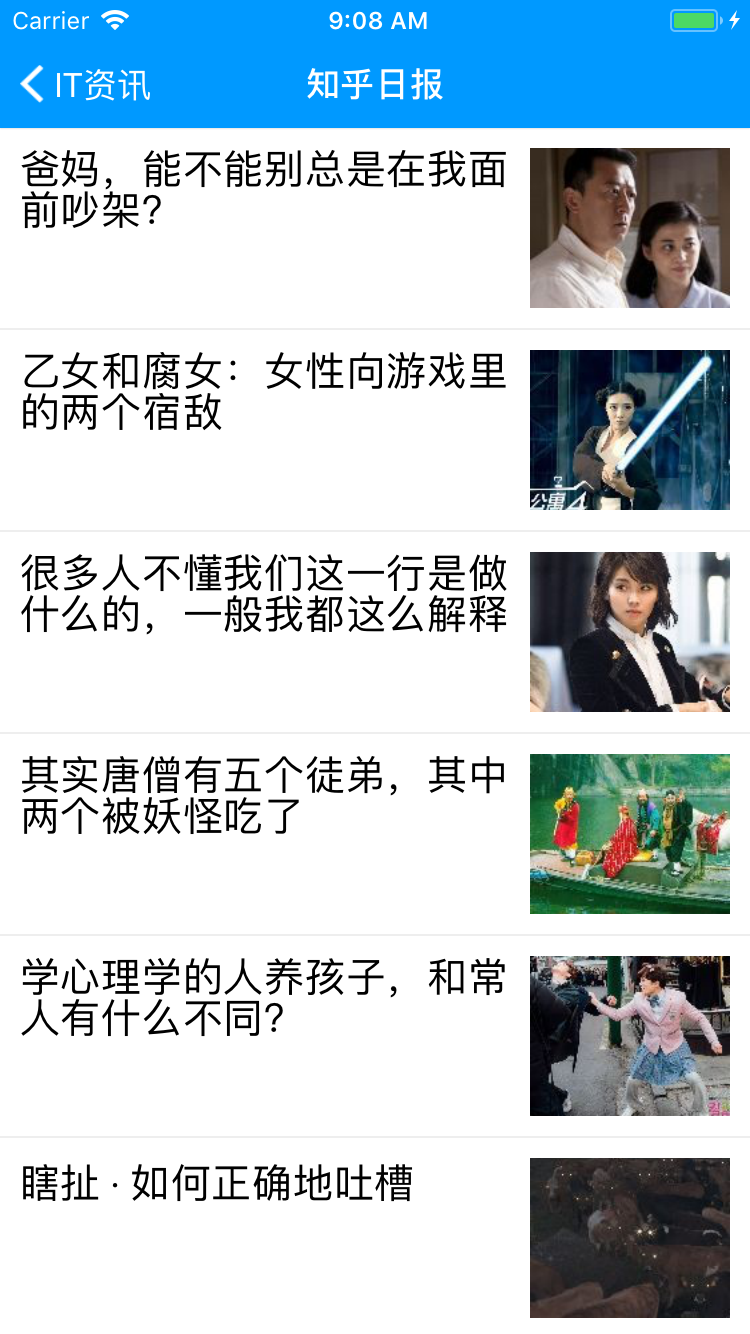 Carrier 9:08 AM
IT资讯 知乎日报
爸妈，能不能别总是在我面
前吵架？
乙女和腐女：女性向游戏里
的两个宿敌
公寓4
很多人不懂我们这一行是做
什么的，一般我都这么解释
其实唐僧有五个徒弟，其中
两个被妖怪吃了
学心理学的人养孩子，和常
人有什么不同？
瞎扯 · 如何正确地吐槽